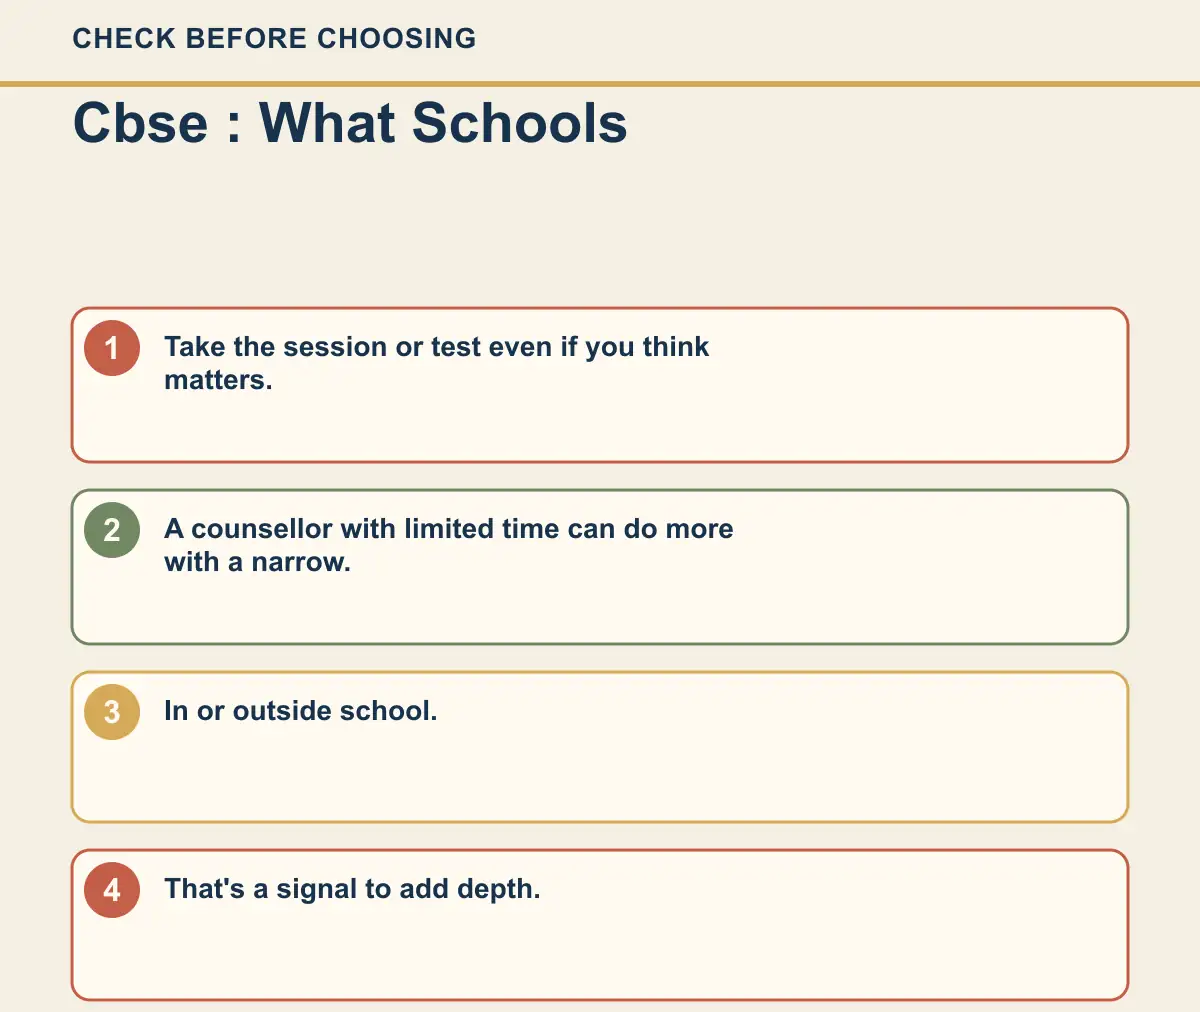 CHECK BEFORE CHOOSING
Cbse : What Schools
1
Take the session or test even if you think
matters.
2
A counsellor with limited time can do more
with a narrow.
3
In or outside school.
4
That's a signal to add depth.